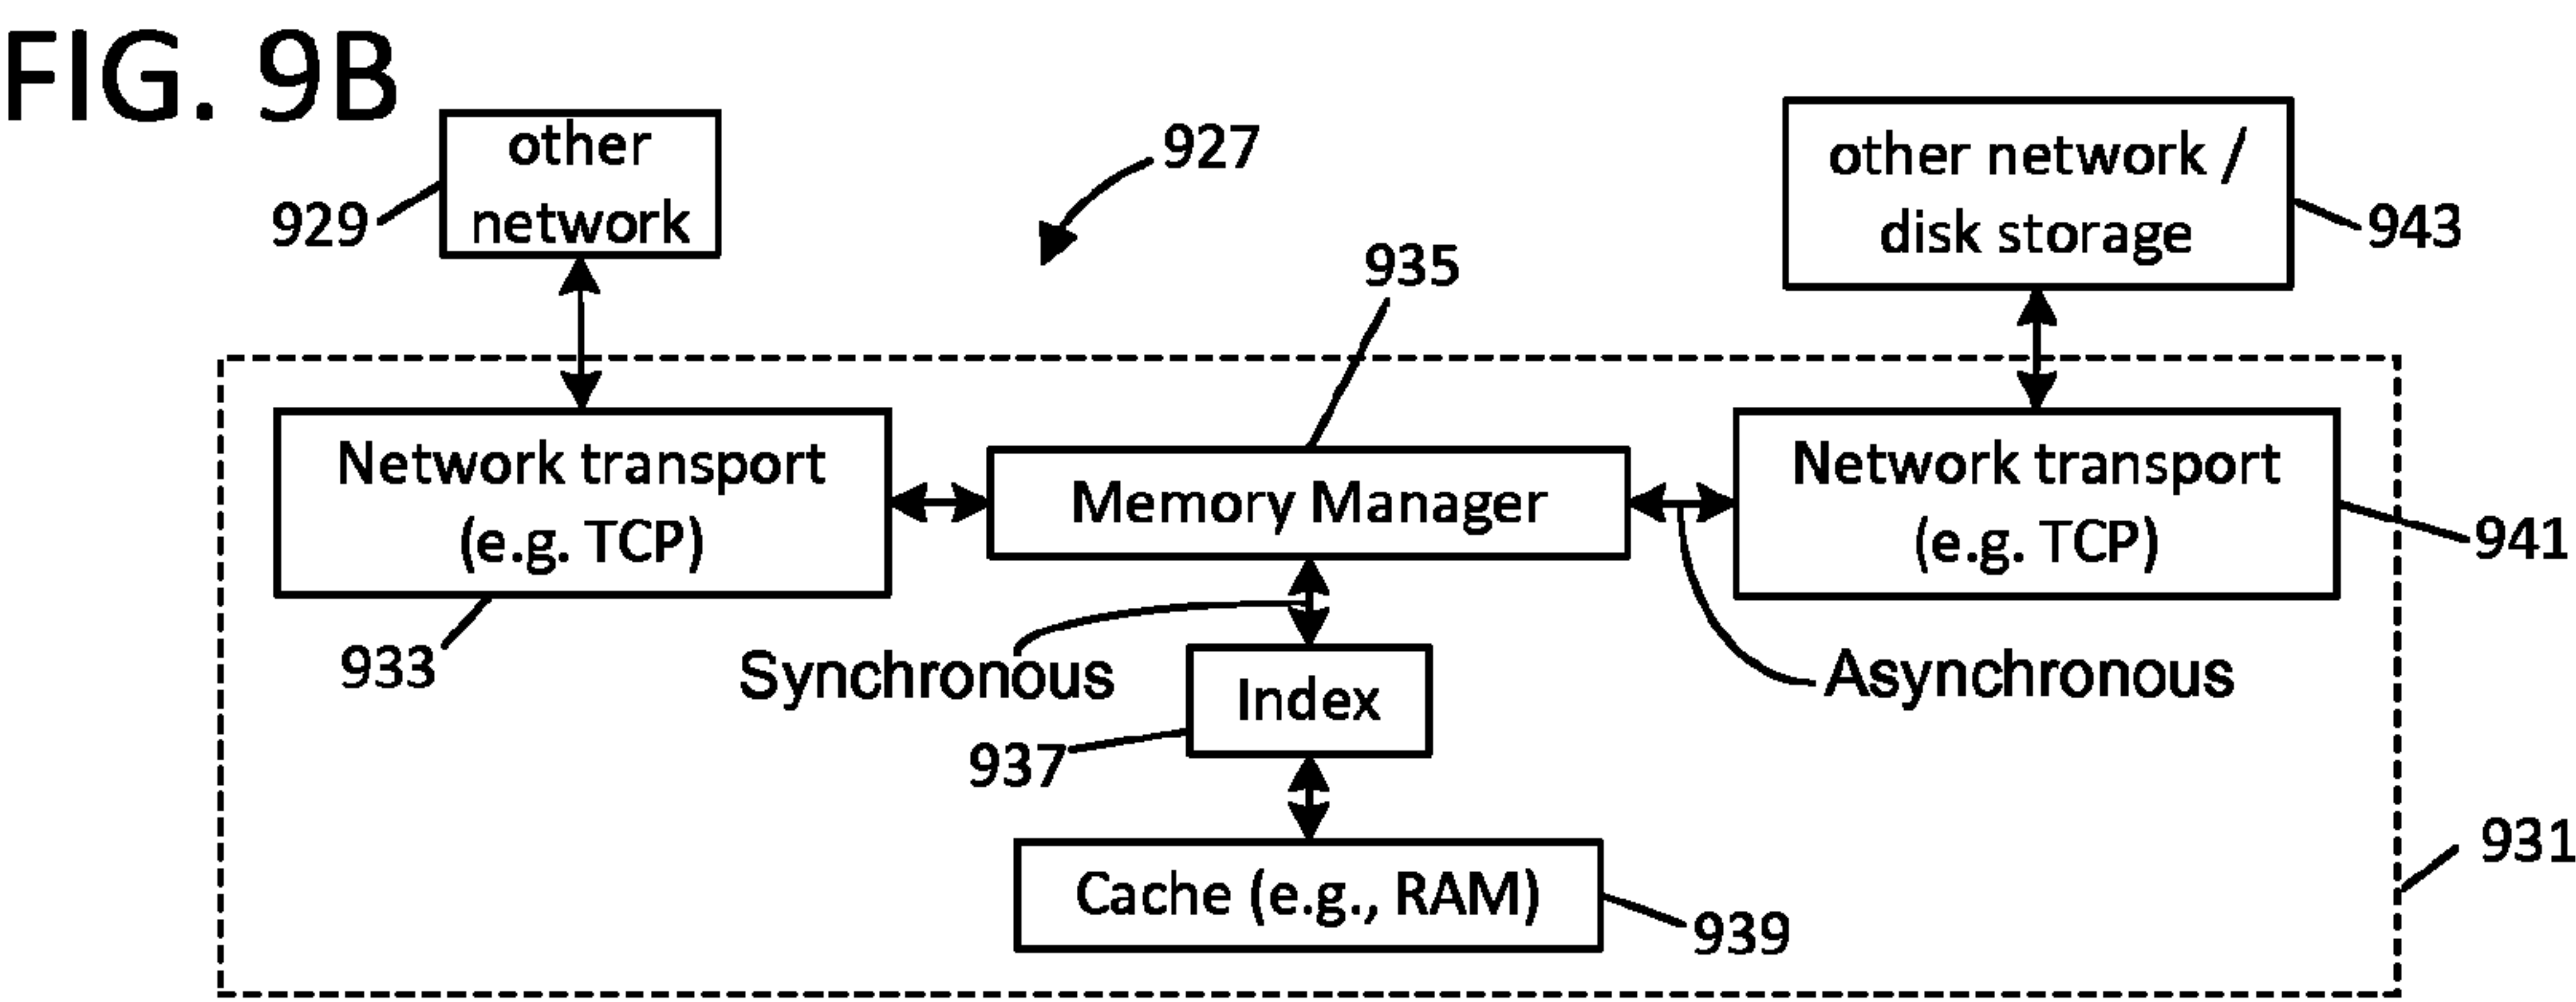 FIG. 9B
other
network
929
927
other network /
disk storage
943
935
Network transport
(e.g. TCP)
933
Memory Manager
Network transport
(e.g. TCP)
941
Synchronous
Asynchronous
Index
937
Cache (e.g., RAM)
939
931